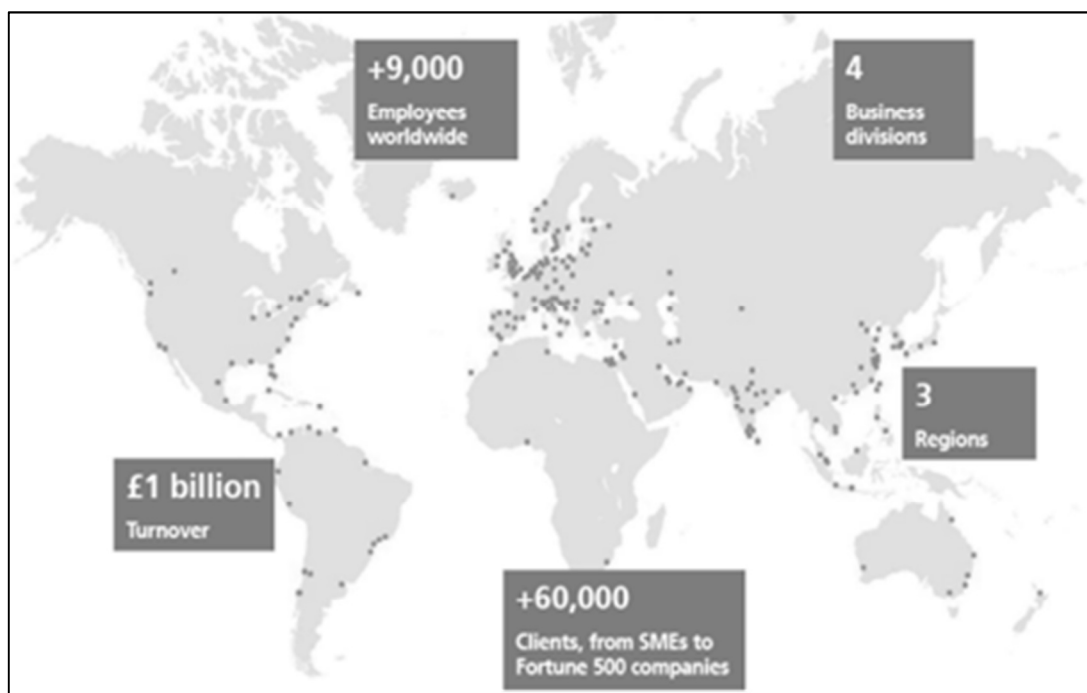 +9,000
Employees
worldwide
4
Business
divisions
3
Regions
£1 billion
Turnover
+60,000
Clients, from SMEs to
Fortune 500 companies